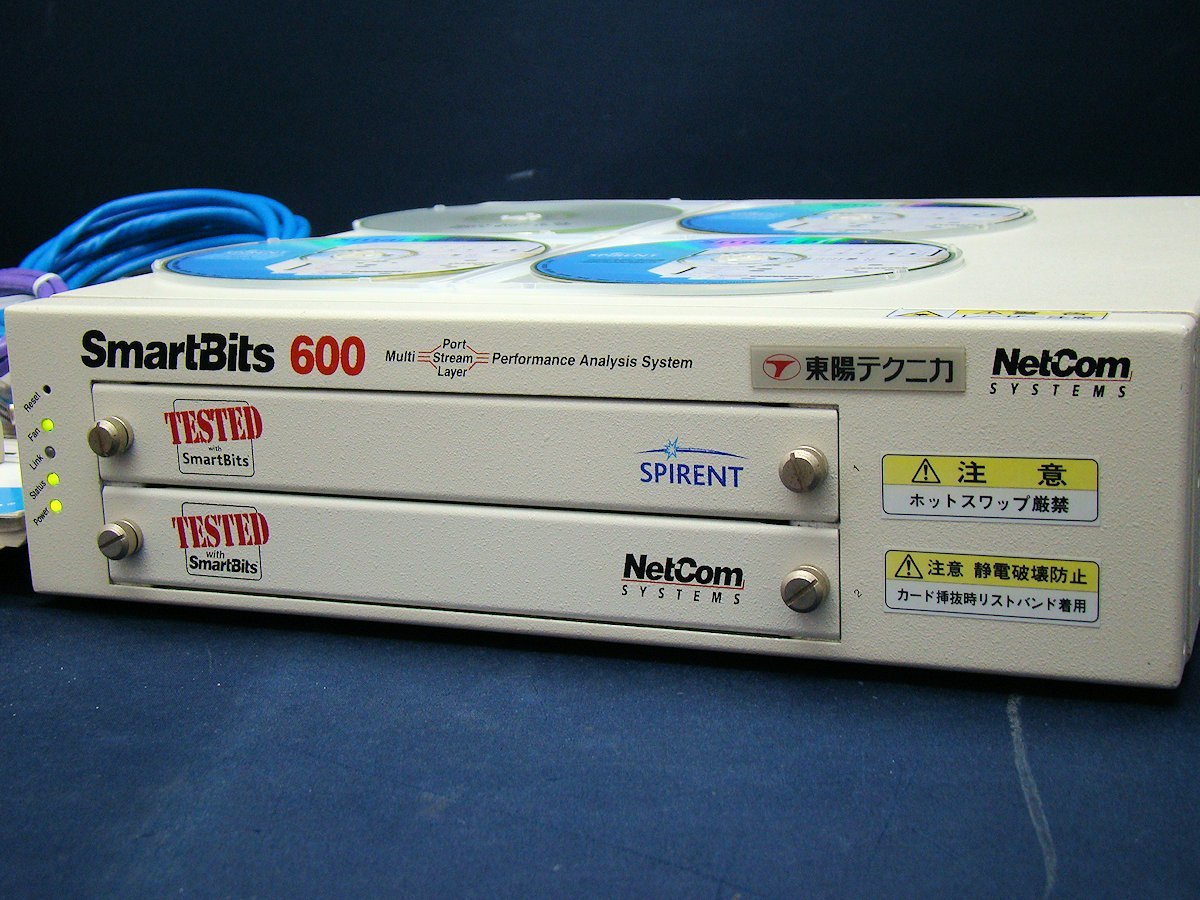 SPIRENT
SPIRENT
SmartBits 600
Multi Port Stream Layer Performance Analysis System
東陽テクニカ
NetCom
SYSTEMS
Reset
Fan
Link
Status
Power
TESTED
with
SmartBits
SPIRENT
1
注 意
ホットスワップ厳禁
TESTED
with
SmartBits
NetCom
SYSTEMS
2
注意 静電破壊防止
カード挿抜時リストバンド着用